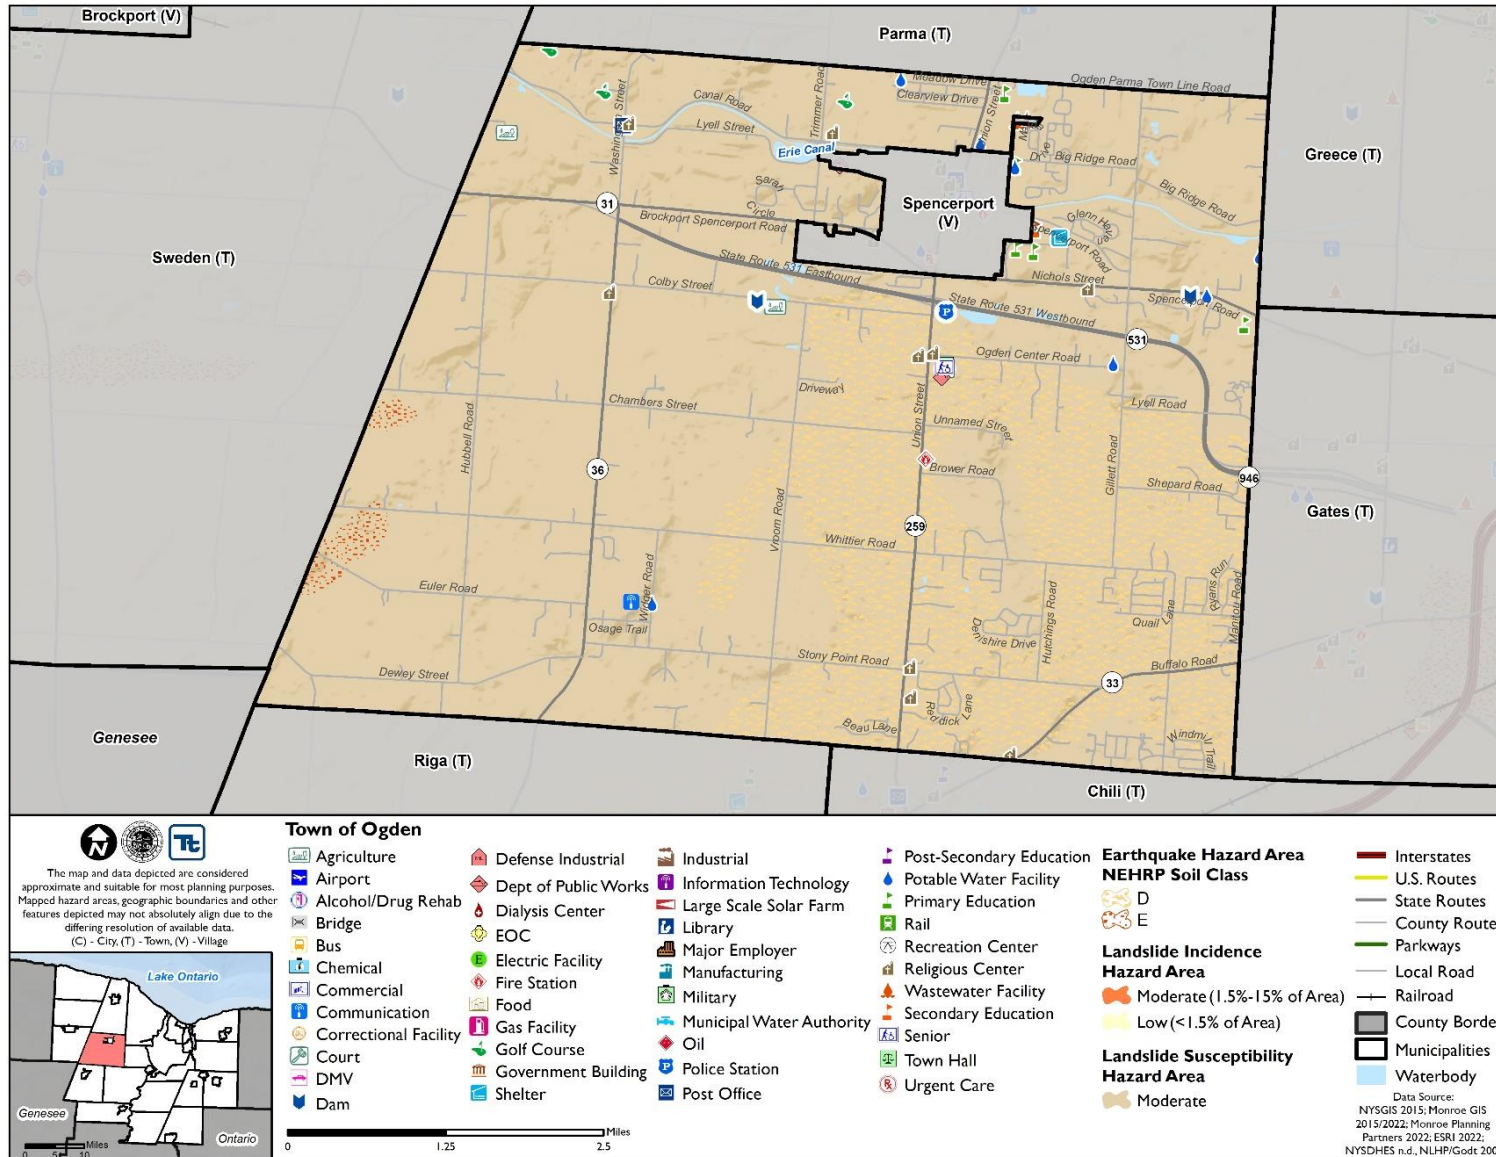 Brockport (V)
Parma (T)
Ogden Parma Town Line Road
Meadow Drive
Clearview Drive
Canal Road
Trimmer Road
Union Street
Washington Street
Lyell Street
Erie Canal
Big Ridge Road
Greece (T)
Big Ridge Road
Sarah
Circle
Spencerport
(V)
Glenn Haves
31
Brockport Spencerport Road
Spencerport Road
Sweden (T)
State Route 531 Eastbound
Nichols Street
Colby Street
Spencerport Road
State Route 531 Westbound
531
Ogden Center Road
Driveway
Chambers Street
Lyell Road
Union Street
Unnamed Street
Hubbell Road
Gillett Road
Brower Road
36
946
Shepard Road
Gates (T)
Vroom Road
259
Whittier Road
Euler Road
Ryans Run
Hutchings Road
Manitou Road
Osage Trail
Quail Lane
Stony Point Road
Buffalo Road
Dewey Street
33
Beau Lane
Genesee
Windmill Trail
Riga (T)
Chili (T)
N
Tt
The map and data depicted are considered
approximate and suitable for most planning purposes.
Mapped hazard areas, geographic boundaries and other
features depicted may not absolutely align due to the
differing resolution of available data.
(C) - City, (T) - Town, (V) - Village
Lake Ontario
Genesee
Ontario
Miles
0 5 10
Town of Ogden
Agriculture
Airport
Alcohol/Drug Rehab
Bridge
Bus
Chemical
Commercial
Communication
Correctional Facility
Court
DMV
Dam
Defense Industrial
Dept of Public Works
Dialysis Center
EOC
Electric Facility
Fire Station
Food
Gas Facility
Golf Course
Government Building
Shelter
Industrial
Information Technology
Large Scale Solar Farm
Library
Major Employer
Manufacturing
Military
Municipal Water Authority
Oil
Police Station
Post Office
Post-Secondary Education
Potable Water Facility
Primary Education
Rail
Recreation Center
Religious Center
Wastewater Facility
Secondary Education
Senior
Town Hall
Urgent Care
Miles
0 1.25 2.5
Earthquake Hazard Area
NEHRP Soil Class
D
E
Landslide Incidence
Hazard Area
Moderate (1.5%-15% of Area)
Low (<1.5% of Area)
Landslide Susceptibility
Hazard Area
Moderate
Interstates
U.S. Routes
State Routes
County Route
Parkways
Local Road
Railroad
County Borde
Municipalities
Waterbody
Data Source:
NYSGIS 2015; Monroe GIS
2015/2022; Monroe Planning
Partners 2022; ESRI 2022;
NYSDHES n.d., NLHP/Godt 200